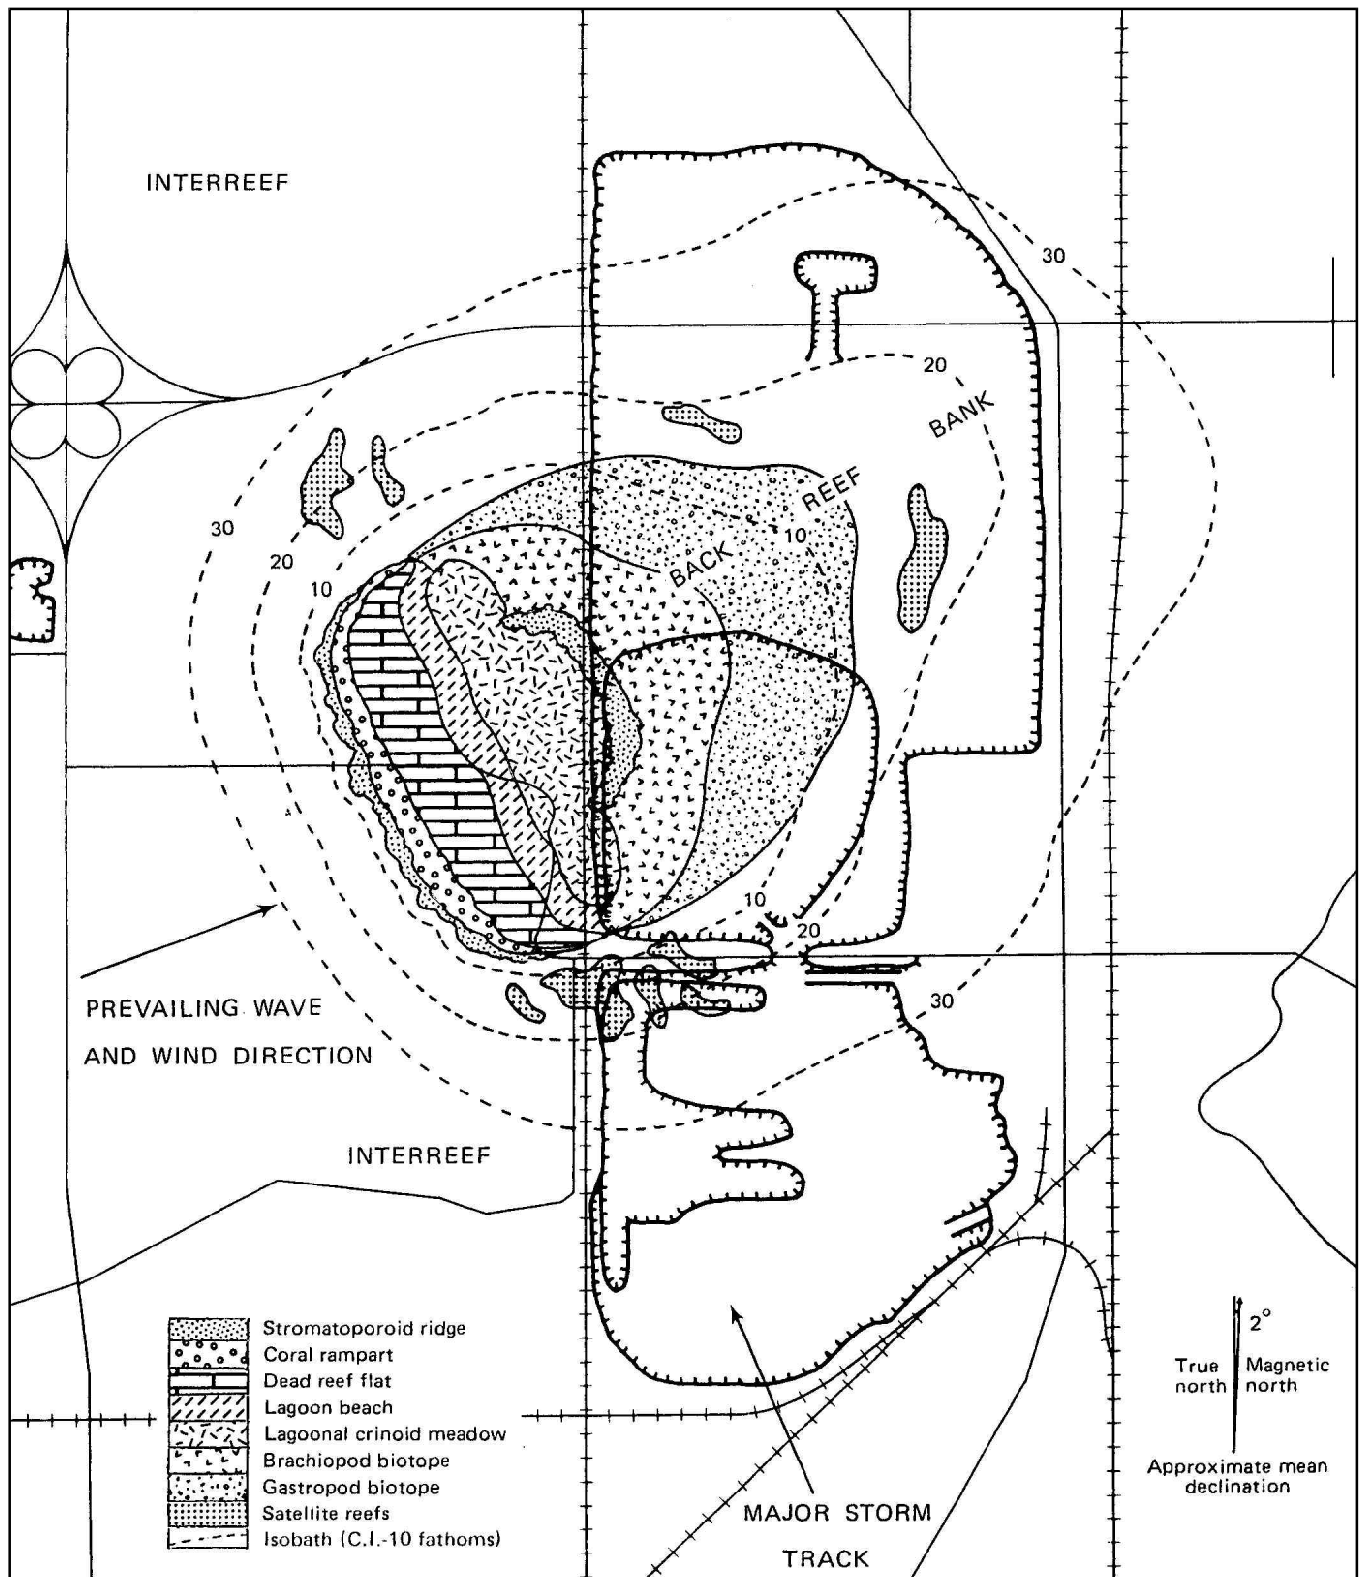 INTERREEF
30
20
BANK
REEF
10
BACK
30
20
10
10
20
30
PREVAILING WAVE
AND WIND DIRECTION
INTERREEF
Stromatoporoid ridge
Coral rampart
Dead reef flat
Lagoon beach
Lagoonal crinoid meadow
Brachiopod biotope
Gastropod biotope
Satellite reefs
Isobath (C.I.-10 fathoms)
MAJOR STORM
TRACK
2°
True Magnetic
north north
Approximate mean
declination